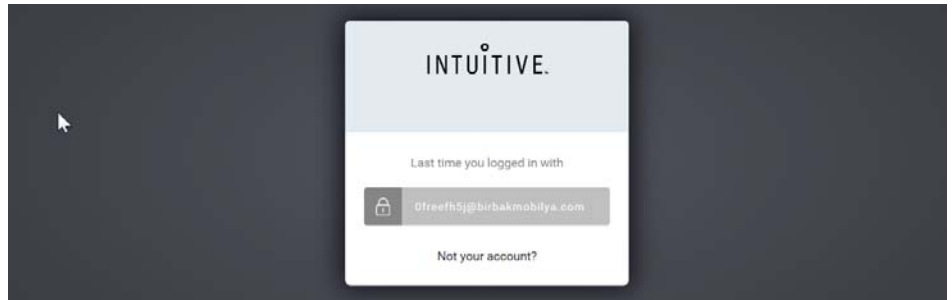 INTUITIVE.
Last time you logged in with
0freefh5j@birbakmobilya.com
Not your account?